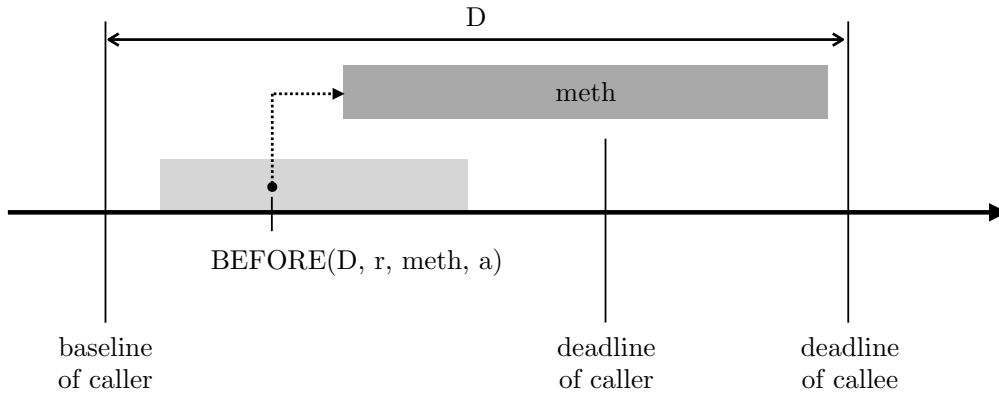 D
meth
BEFORE(D, r, meth, a)
baseline
of caller
deadline
of caller
deadline
of callee